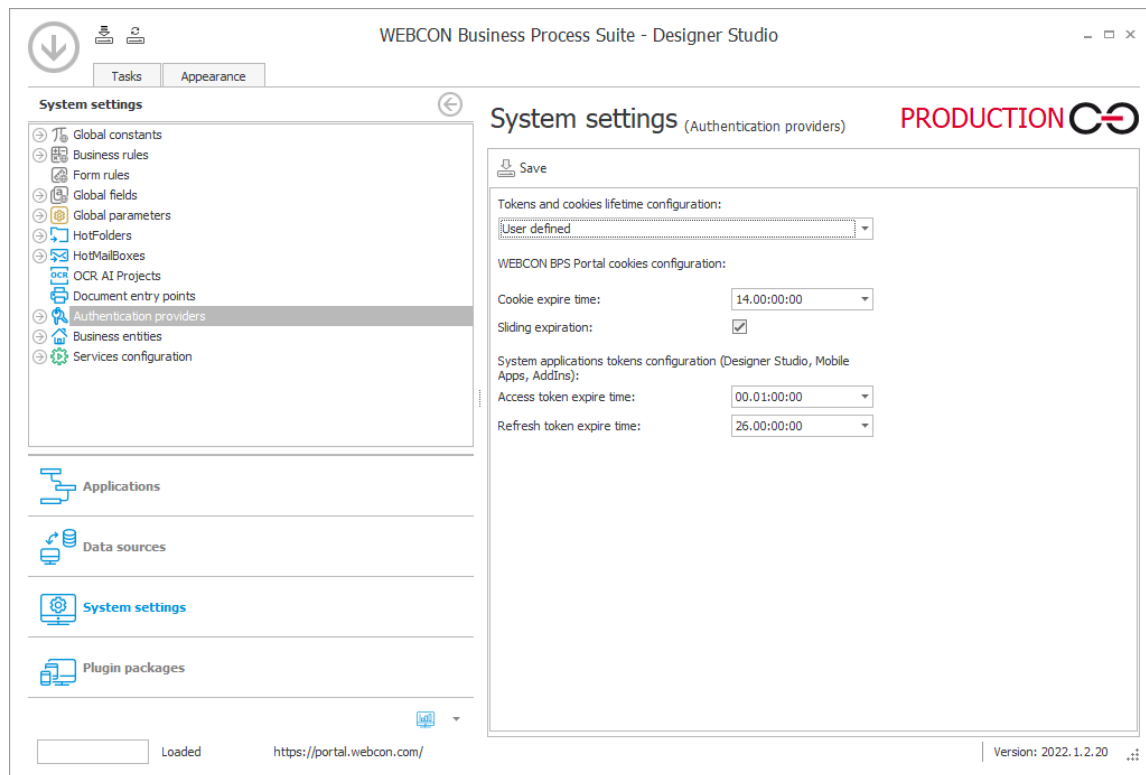 WEBCON Business Process Suite - Designer Studio
Tasks Appearance
System settings
Global constants
Business rules
Form rules
Global fields
Global parameters
HotFolders
HotMailBoxes
OCR OCR AI Projects
Document entry points
Authentication providers
Business entities
Services configuration
Applications
Data sources
System settings
Plugin packages
System settings (Authentication providers)
PRODUCTION
Save
Tokens and cookies lifetime configuration:
User defined
WEBCON BPS Portal cookies configuration:
Cookie expire time: 14.00:00:00
Sliding expiration:
System applications tokens configuration (Designer Studio, Mobile
Apps, AddIns):
Access token expire time: 00.01:00:00
Refresh token expire time: 26.00:00:00
Loaded https://portal.webcon.com/ Version: 2022.1.2.20